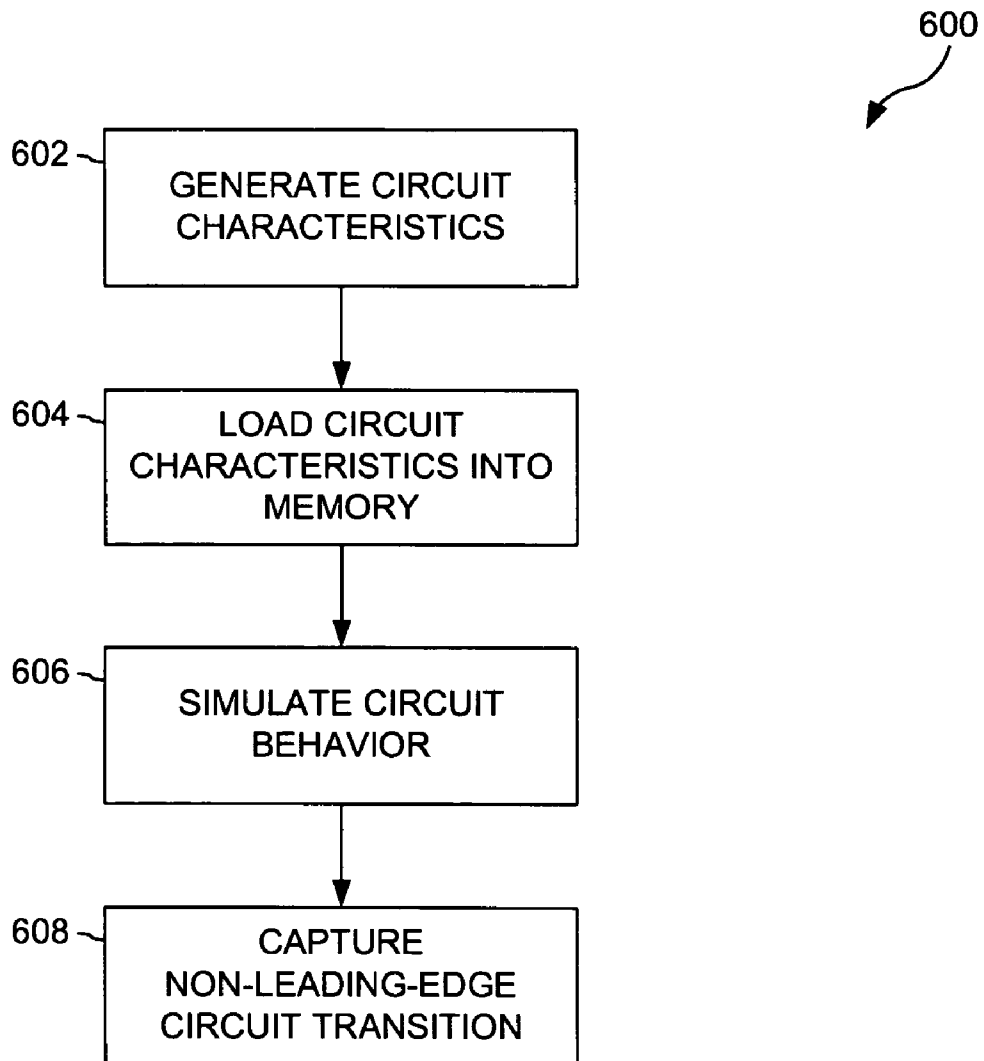 600
602
GENERATE CIRCUIT
CHARACTERISTICS
604
LOAD CIRCUIT
CHARACTERISTICS INTO
MEMORY
606
SIMULATE CIRCUIT
BEHAVIOR
608
CAPTURE
NON-LEADING-EDGE
CIRCUIT TRANSITION